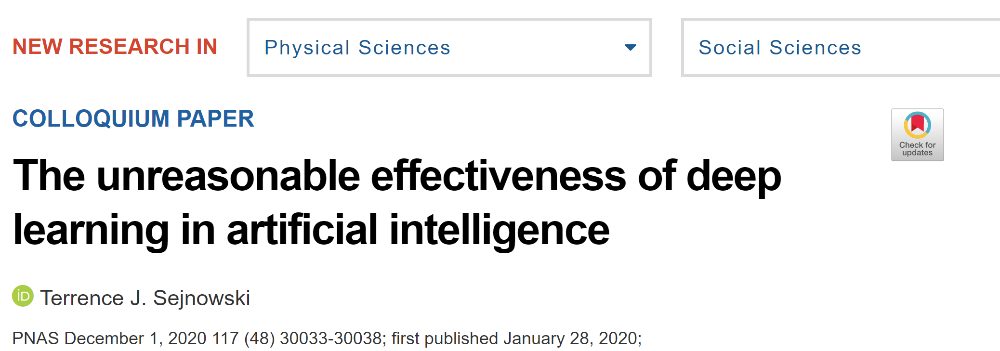 NEW RESEARCH IN
Physical Sciences
Social Sciences
COLLOQUIUM PAPER
Check for
updates
The unreasonable effectiveness of deep
learning in artificial intelligence
iD Terrence J. Sejnowski
PNAS December 1, 2020 117 (48) 30033-30038; first published January 28, 2020;